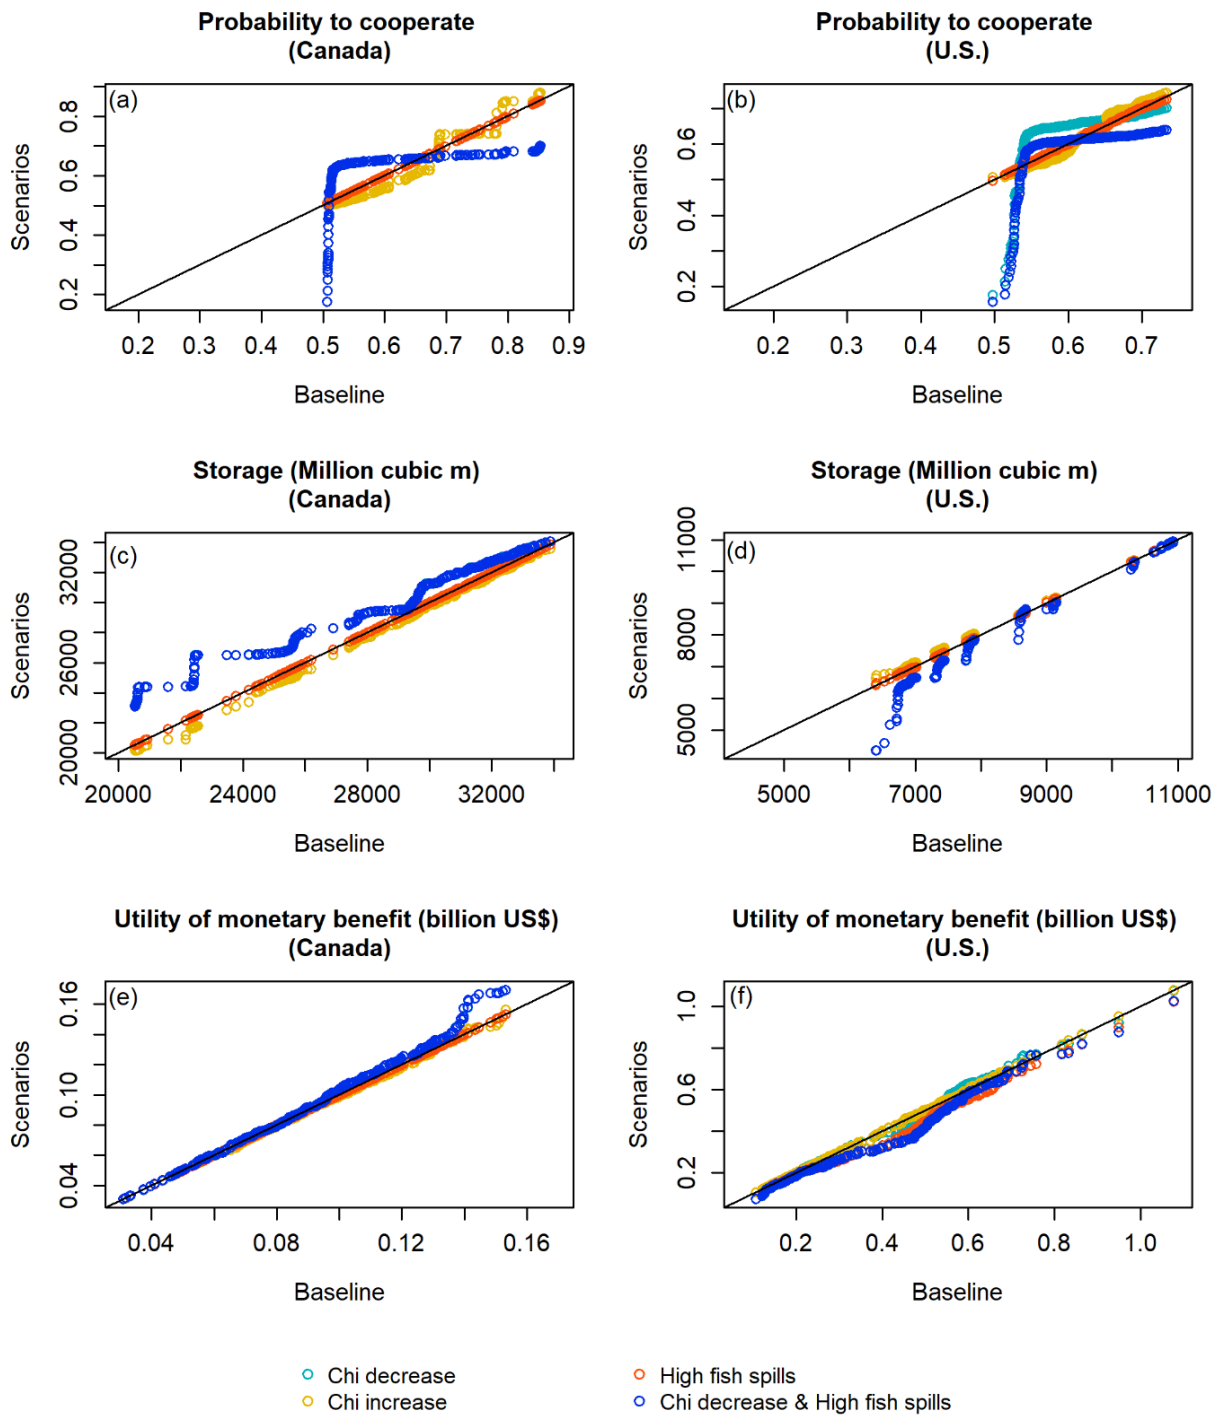 Probability to cooperate
(Canada)
(a)
Scenarios
0.2 0.4 0.6 0.8
0.2 0.3 0.4 0.5 0.6 0.7 0.8 0.9
Baseline
Probability to cooperate
(U.S.)
(b)
Scenarios
0.2 0.4 0.6
0.2 0.3 0.4 0.5 0.6 0.7
Baseline
Storage (Million cubic m)
(Canada)
(c)
Scenarios
20000 26000 32000
20000 24000 28000 32000
Baseline
Storage (Million cubic m)
(U.S.)
(d)
Scenarios
5000 8000 11000
5000 7000 9000 11000
Baseline
Utility of monetary benefit (billion US$)
(Canada)
(e)
Scenarios
0.04 0.10 0.16
0.04 0.08 0.12 0.16
Baseline
Utility of monetary benefit (billion US$)
(U.S.)
(f)
Scenarios
0.2 0.6 1.0
0.2 0.4 0.6 0.8 1.0
Baseline
Chi decrease
Chi increase
High fish spills
Chi decrease & High fish spills